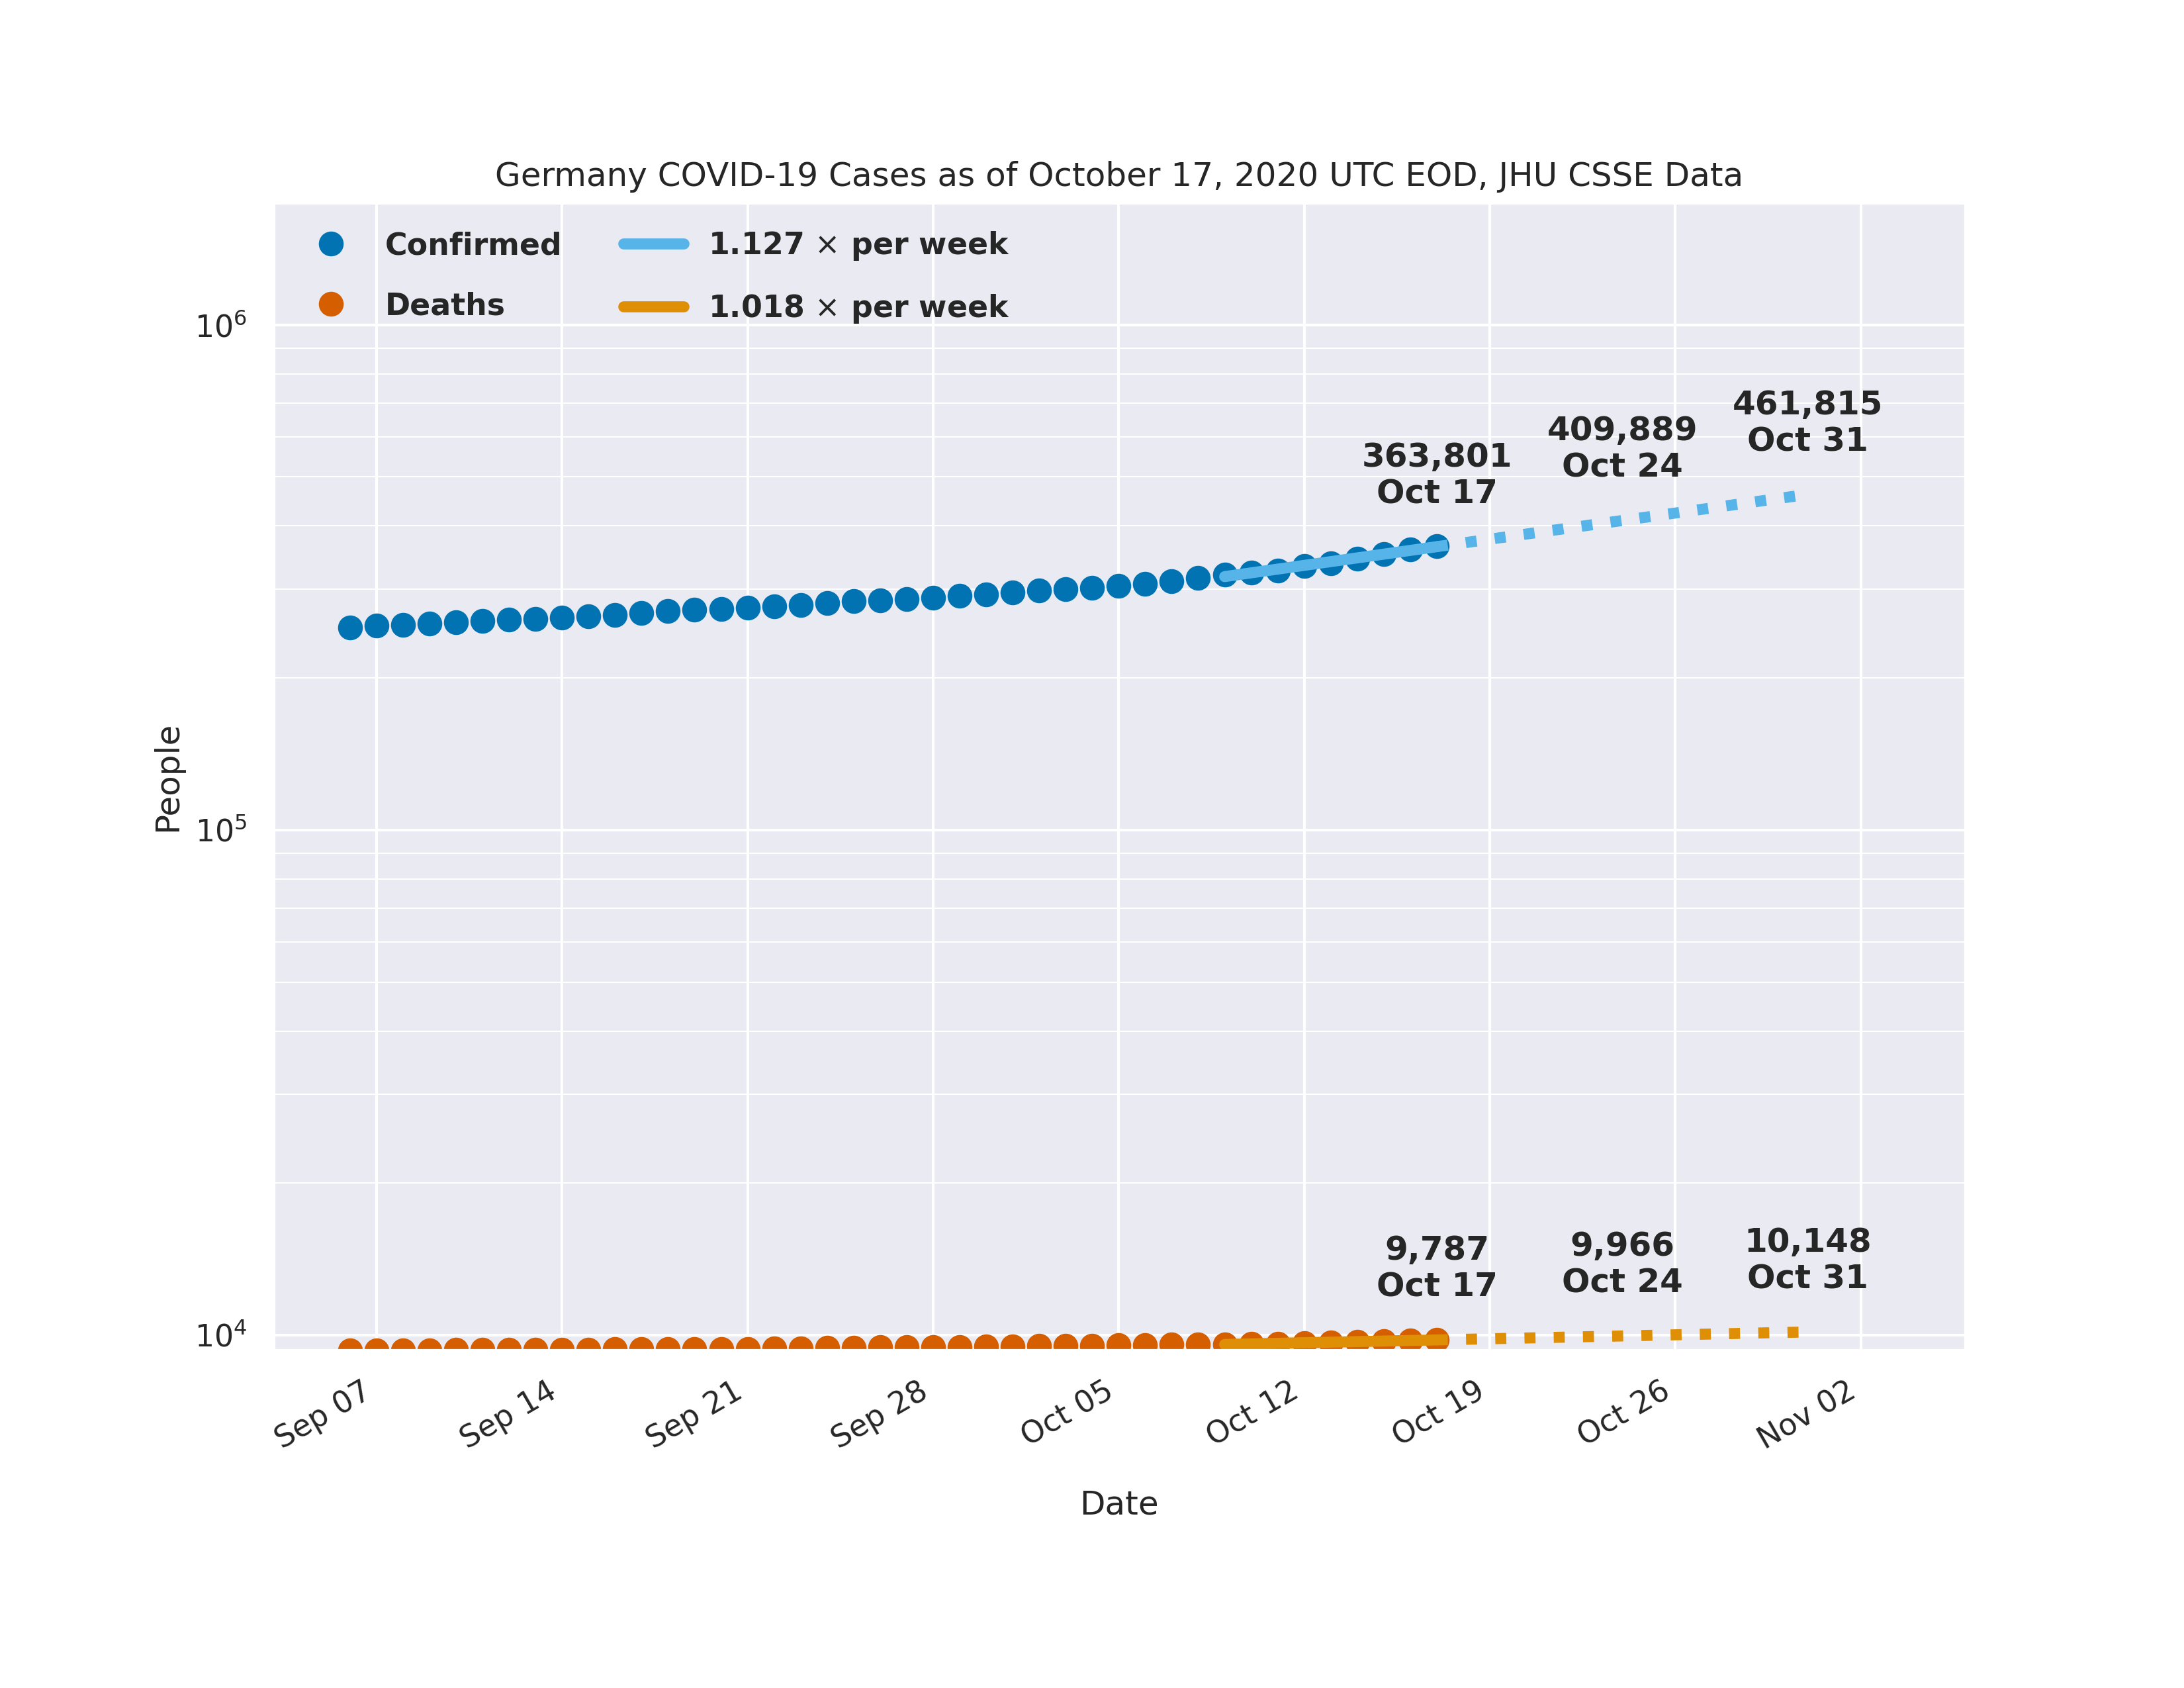 Germany COVID-19 Cases as of October 17, 2020 UTC EOD, JHU CSSE Data
Confirmed
Deaths
1.127 × per week
1.018 × per week
10⁶
10⁵
10⁴
People
363,801
Oct 17
409,889
Oct 24
461,815
Oct 31
9,787
Oct 17
9,966
Oct 24
10,148
Oct 31
Sep 07
Sep 14
Sep 21
Sep 28
Oct 05
Oct 12
Oct 19
Oct 26
Nov 02
Date